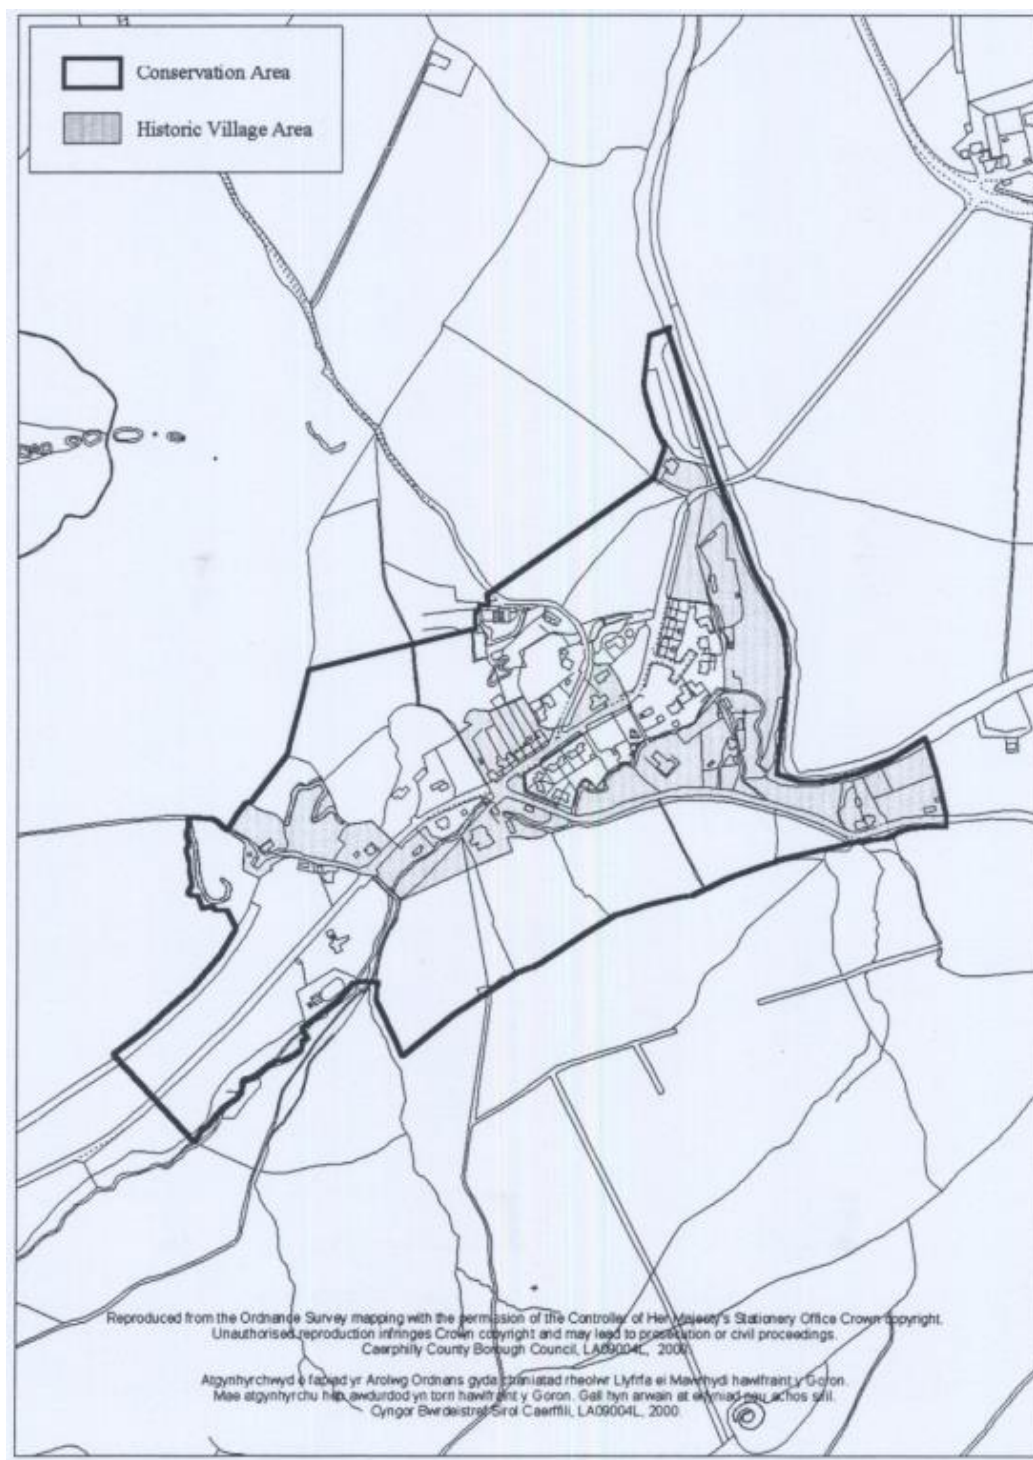 Conservation Area
Historic Village Area
Reproduced from the Ordnance Survey mapping with the permission of the Controller of Her Majesty's Stationery Office Crown copyright.
Unauthorised reproduction infringes Crown copyright and may lead to prosecution or civil proceedings.
Caerphilly County Borough Council, LA09004L, 2000.
Atgynhyrchwyd o fapiad yr Arolwg Ordnans gyda chaniatad rheolwr Llyfrfa ei Mawrhydi hawlfraint y Goron.
Mae atgynhyrchu heb awdurdod yn torri hawlfraint y Goron. Gall hyn arwain at erlyniad neu achos sifil.
Cyngor Bwrdeistref Sirol Caerffili, LA09004L, 2000.